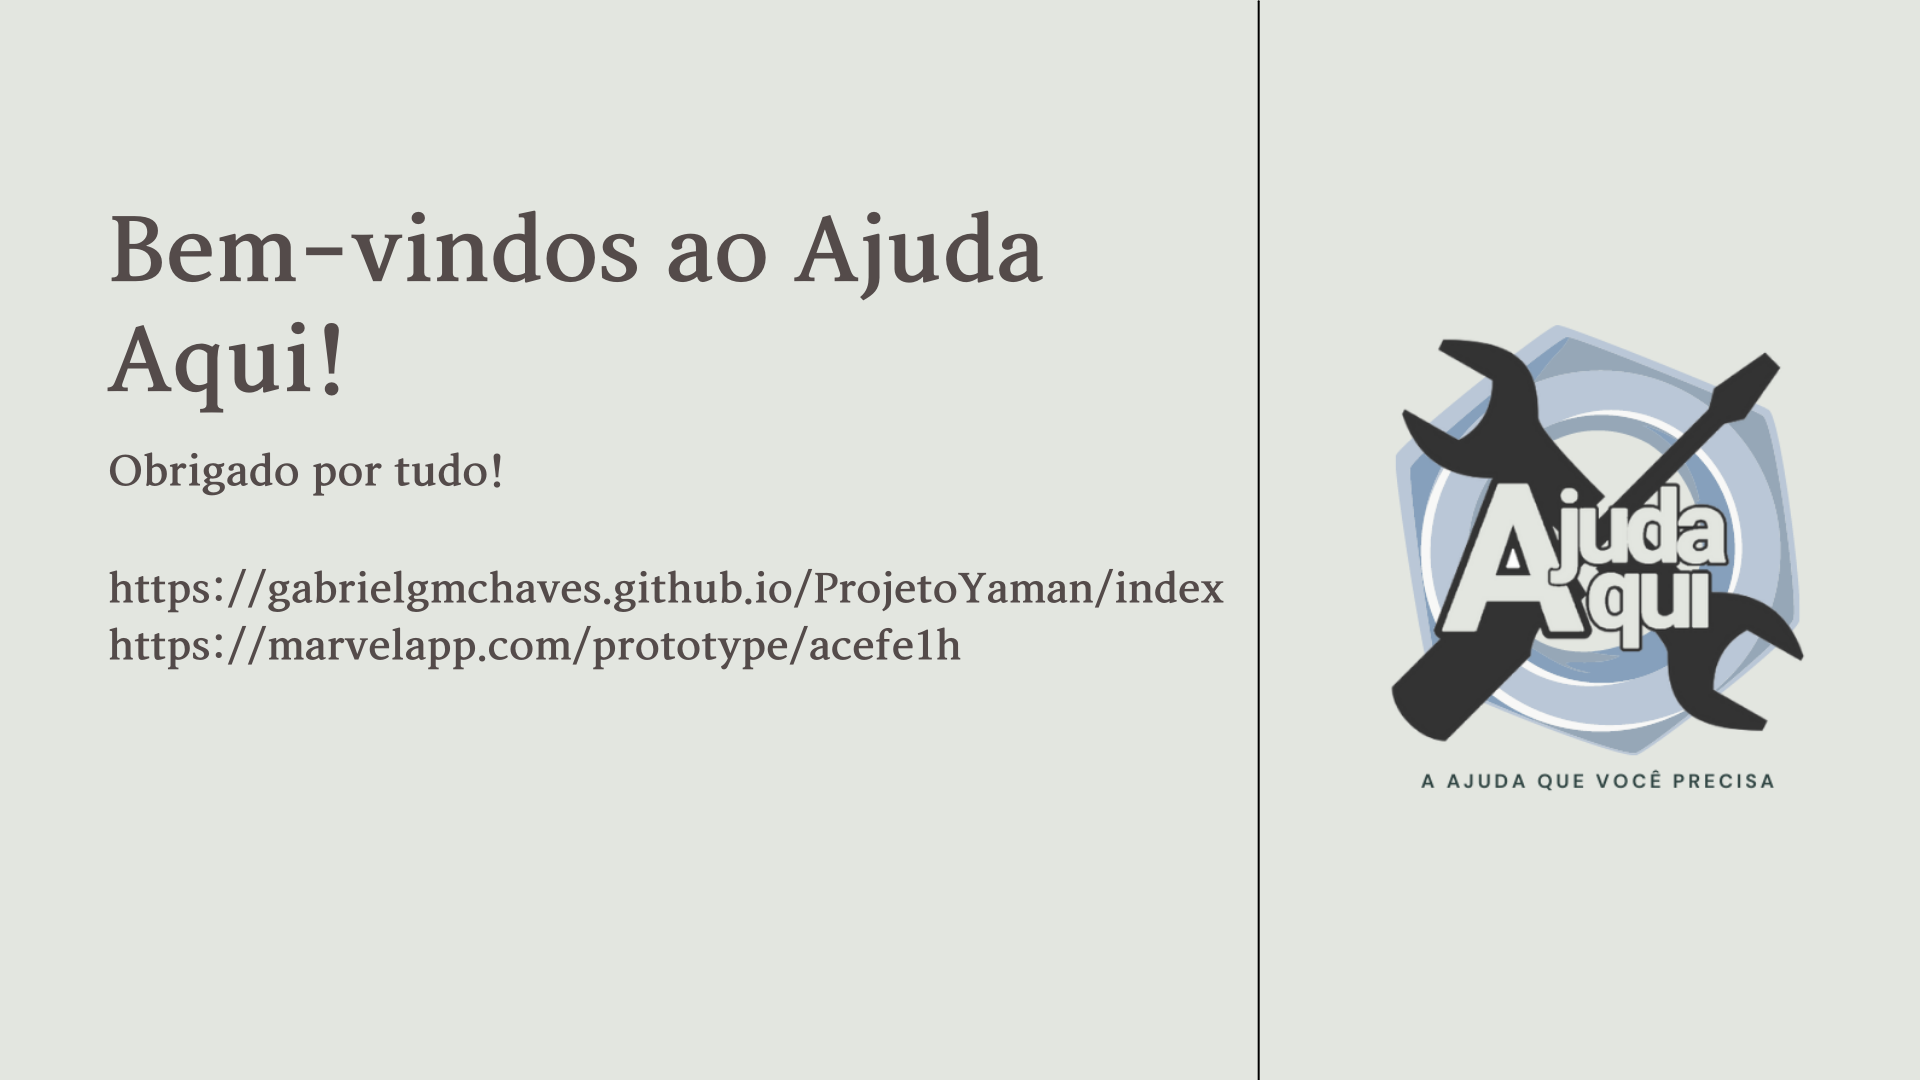 Bem-vindos ao Ajuda
Aqui!
Obrigado por tudo!
https://gabrielgmchaves.github.io/ProjetoYaman/index
https://marvelapp.com/prototype/acefe1h
Ajuda
Aqui
A AJUDA QUE VOCÊ PRECISA